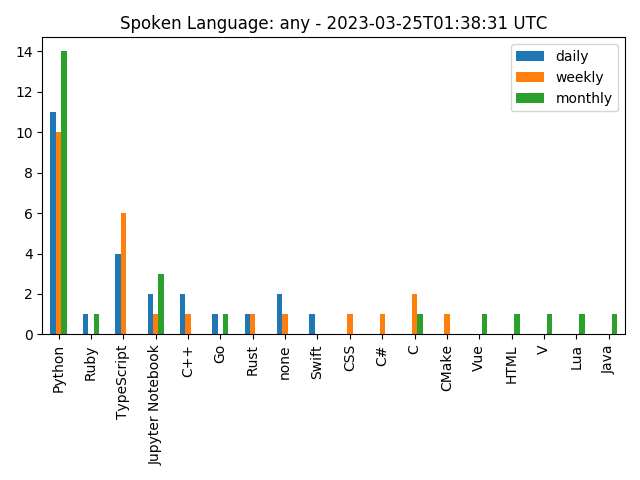 Spoken Language: any - 2023-03-25T01:38:31 UTC
daily
weekly
monthly
14
12
10
8
6
4
2
0
Python
Ruby
TypeScript
Jupyter Notebook
C++
Go
Rust
none
Swift
CSS
C#
C
CMake
Vue
HTML
V
Lua
Java